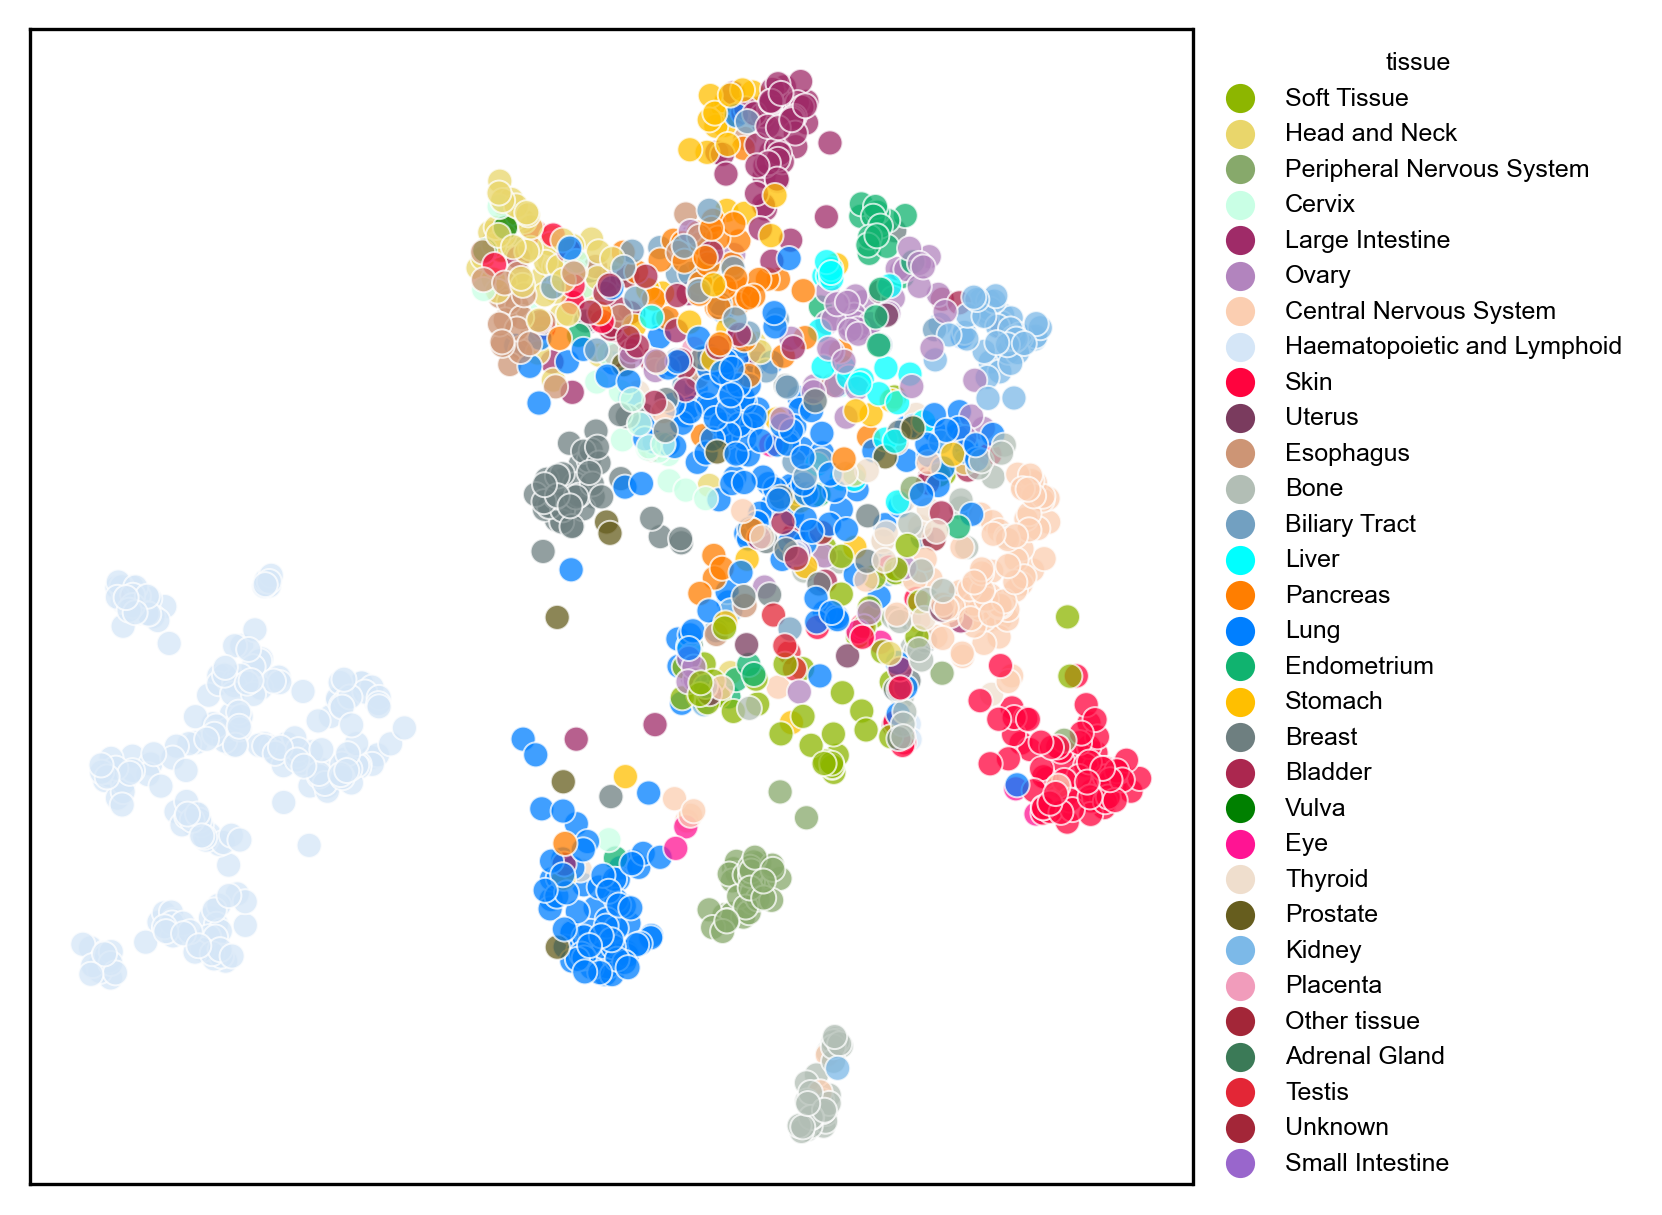 tissue
Soft Tissue
Head and Neck
Peripheral Nervous System
Cervix
Large Intestine
Ovary
Central Nervous System
Haematopoietic and Lymphoid
Skin
Uterus
Esophagus
Bone
Biliary Tract
Liver
Pancreas
Lung
Endometrium
Stomach
Breast
Bladder
Vulva
Eye
Thyroid
Prostate
Kidney
Placenta
Other tissue
Adrenal Gland
Testis
Unknown
Small Intestine